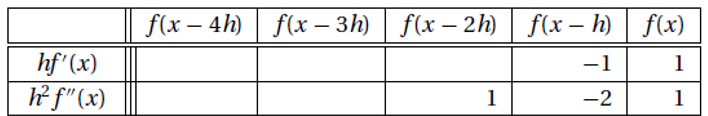 f(x − 4h) f(x − 3h) f(x − 2h) f(x − h) f(x)
hf′(x) −1 1
h²f″(x) 1 −2 1